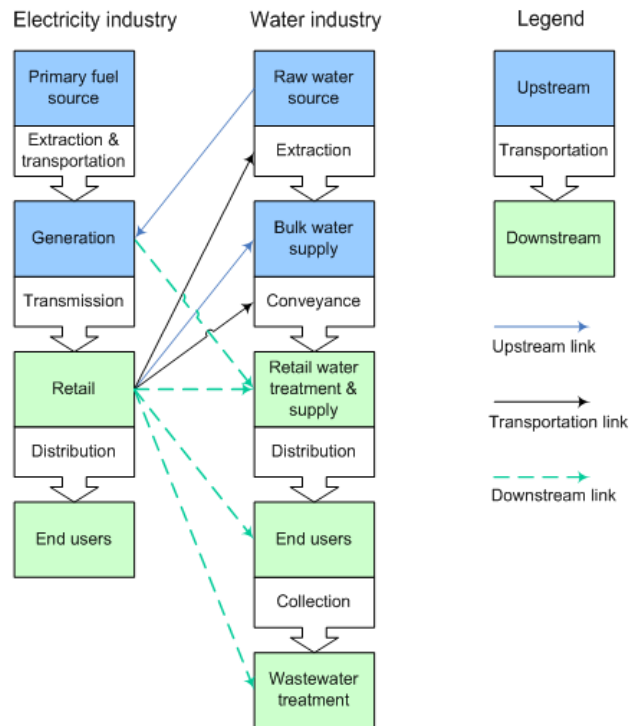 Electricity industry
Primary fuel
source
Extraction &
transportation
Generation
Transmission
Retail
Distribution
End users
Water industry
Raw water
source
Extraction
Bulk water
supply
Conveyance
Retail water
treatment &
supply
Distribution
End users
Collection
Wastewater
treatment
Legend
Upstream
Transportation
Downstream
Upstream link
Transportation link
Downstream link